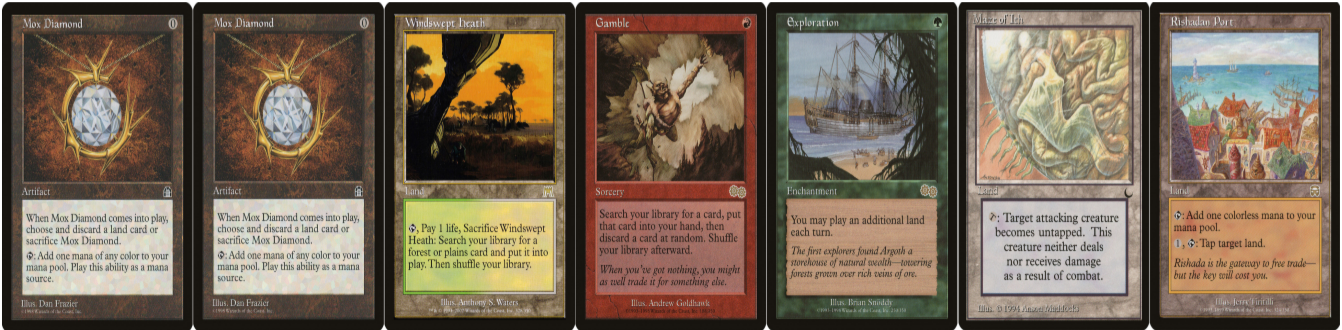 Mox Diamond
0
Artifact
When Mox Diamond comes into play,
choose and discard a land card or
sacrifice Mox Diamond.
: Add one mana of any color to your
mana pool. Play this ability as a mana
source.
Illus. Dan Frazier
Mox Diamond
0
Artifact
When Mox Diamond comes into play,
choose and discard a land card or
sacrifice Mox Diamond.
: Add one mana of any color to your
mana pool. Play this ability as a mana
source.
Illus. Dan Frazier
Windswept Heath
Land
, Pay 1 life, Sacrifice Windswept
Heath: Search your library for a
forest or plains card and put it into
play. Then shuffle your library.
Illus. Anthony S. Waters
Gamble
Sorcery
Search your library for a card, put
that card into your hand, then
discard a card at random. Shuffle
your library afterward.
When you've got nothing, you might
as well trade it for something else.
Illus. Andrew Goldhawk
Exploration
Enchantment
You may play an additional land
each turn.
The first explorers found Argoth a
storehouse of natural wealth—towering
forests grown over rich veins of ore.
Illus. Brian Snõddy
Maze of Ith
Land
: Target attacking creature
becomes untapped. This
creature neither deals
nor receives damage
as a result of combat.
Illus. © 1994 Anson Maddocks
Rishadan Port
Land
: Add one colorless mana to your
mana pool.
1, : Tap target land.
Rishada is the gateway to free trade—
but the key will cost you.
Illus. Jerry Tiritilli